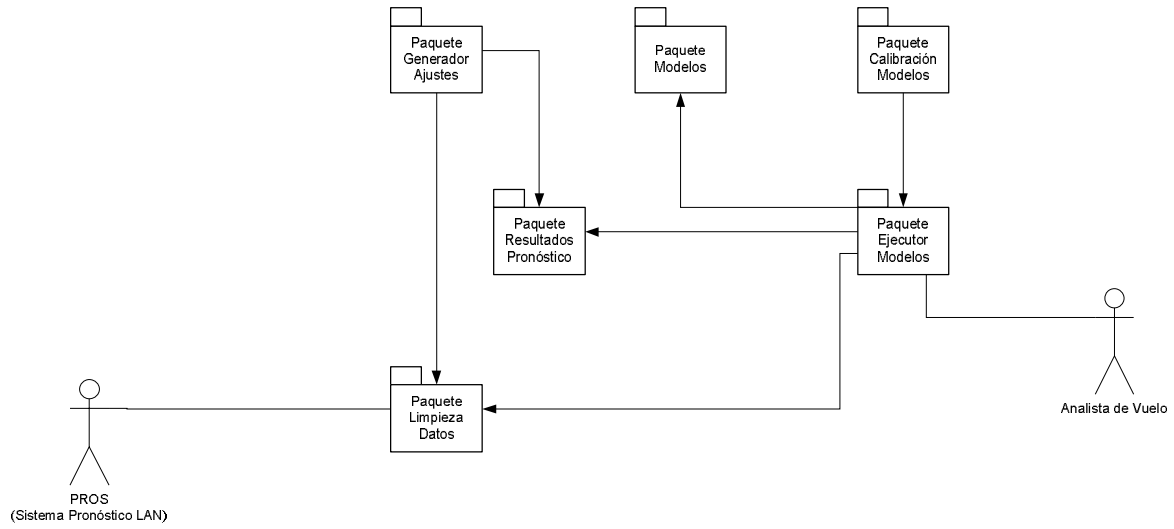 Paquete
Generador
Ajustes
Paquete
Modelos
Paquete
Calibración
Modelos
Paquete
Resultados
Pronóstico
Paquete
Ejecutor
Modelos
Paquete
Limpieza
Datos
Analista de Vuelo
PROS
(Sistema Pronóstico LAN)